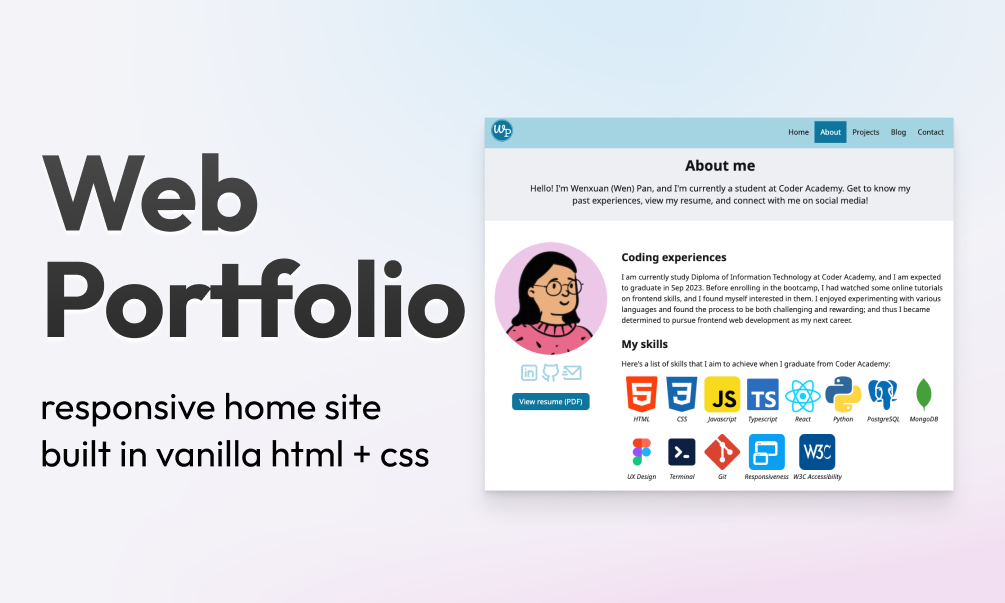 Web
Portfolio
responsive home site
built in vanilla html + css
WP
Home About Projects Blog Contact
About me
Hello! I'm Wenxuan (Wen) Pan, and I'm currently a student at Coder Academy. Get to know my
past experiences, view my resume, and connect with me on social media!
in
View resume (PDF)
Coding experiences
I am currently study Diploma of Information Technology at Coder Academy, and I am expected
to graduate in Sep 2023. Before enrolling in the bootcamp, I had watched some online tutorials
on frontend skills, and I found myself interested in them. I enjoyed experimenting with various
languages and found the process to be both challenging and rewarding; and thus I became
determined to pursue frontend web development as my next career.
My skills
Here's a list of skills that I aim to achieve when I graduate from Coder Academy:
5 3 JS TS
HTML CSS Javascript Typescript React Python PostgreSQL MongoDB
W3C
UX Design Terminal Git Responsiveness W3C Accessibility